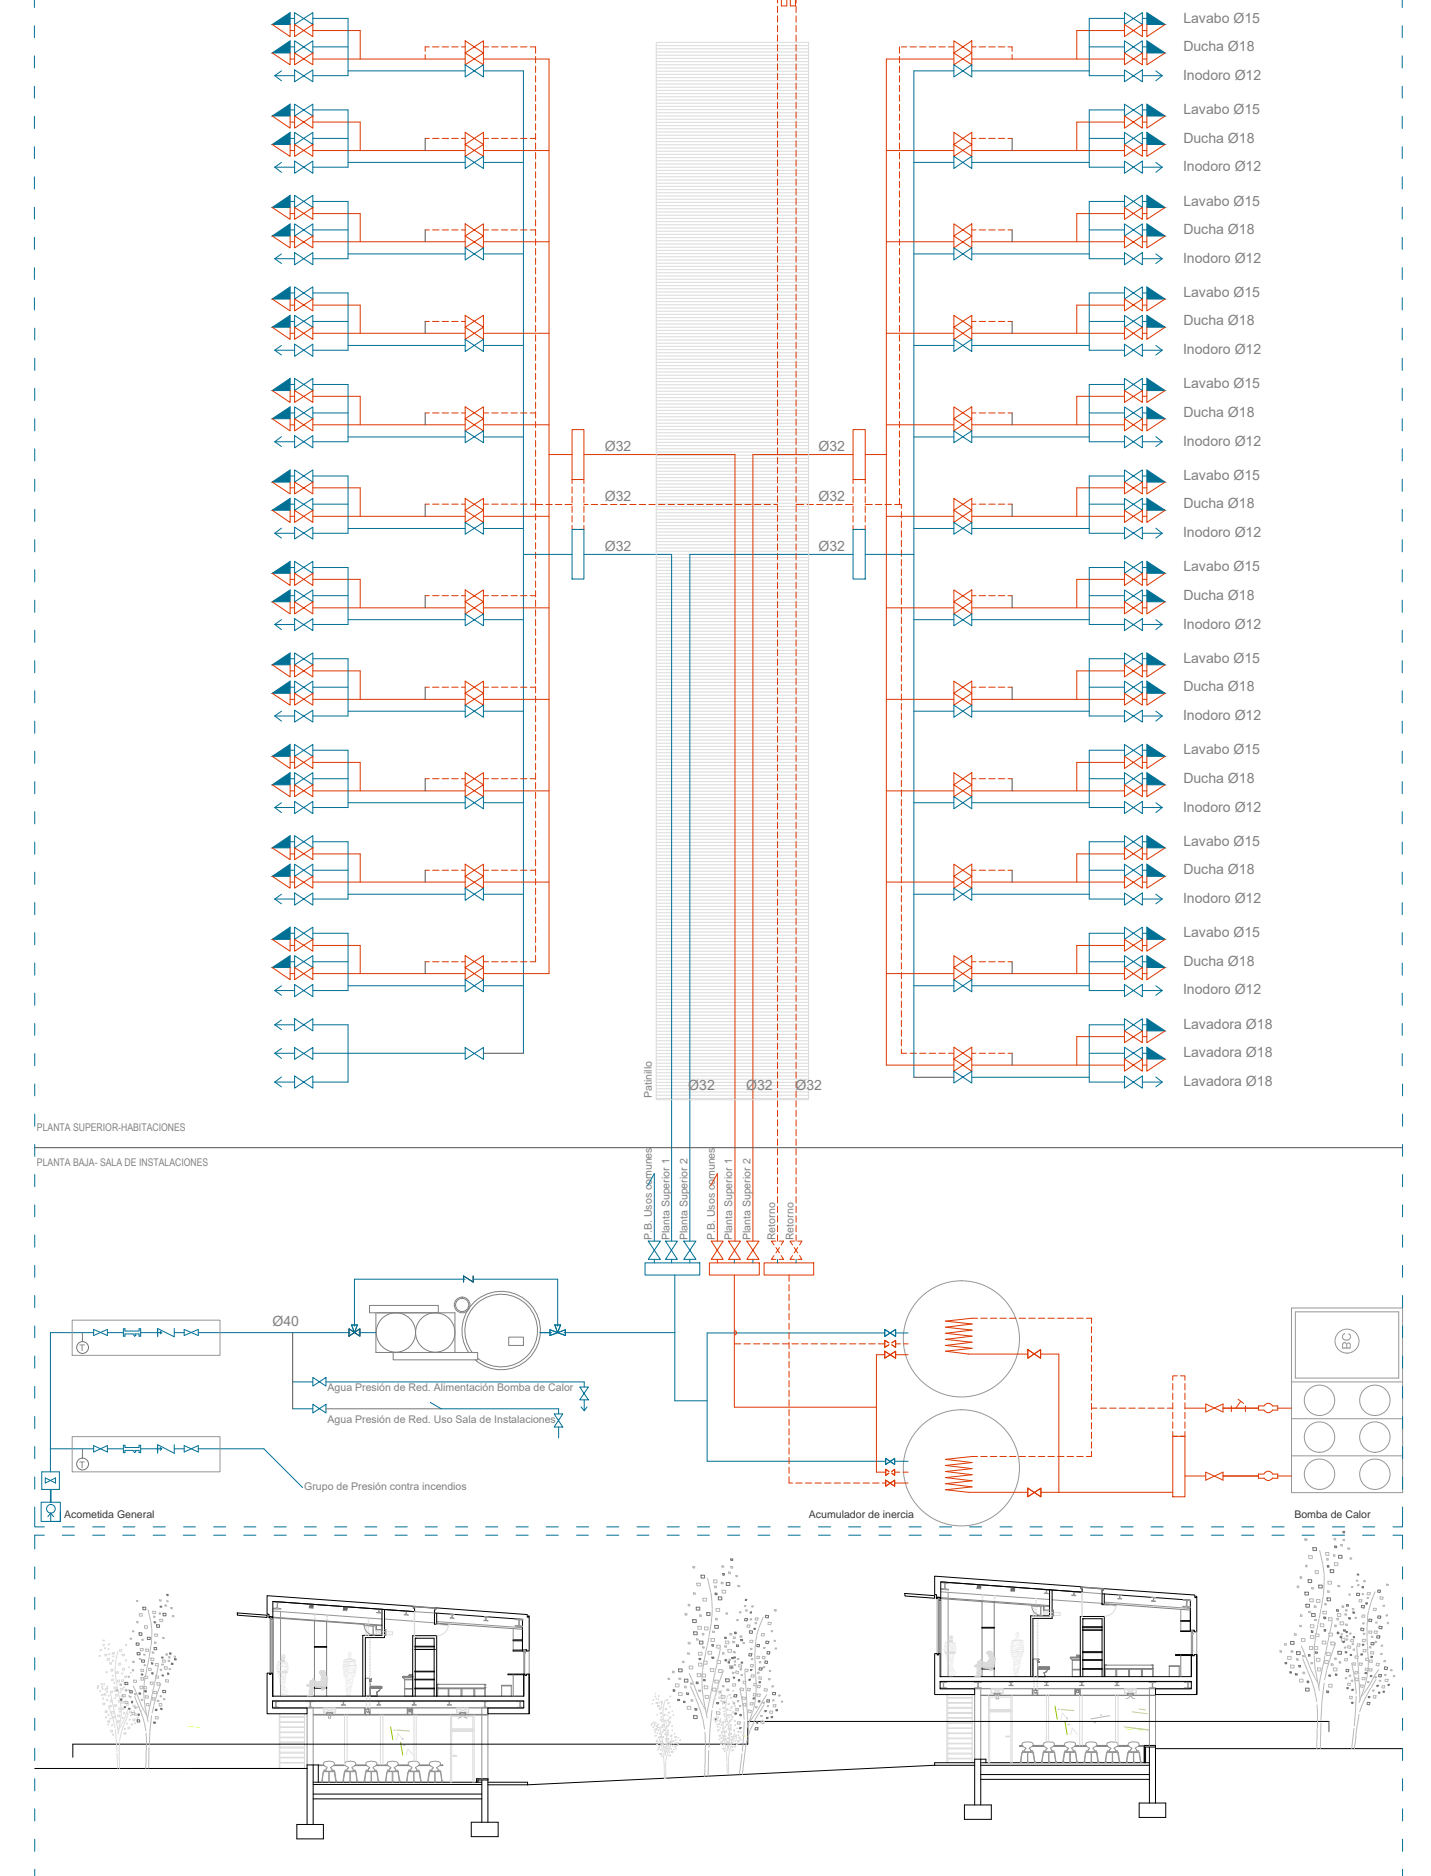 Lavabo Ø15
Ducha Ø18
Inodoro Ø12
Lavabo Ø15
Ducha Ø18
Inodoro Ø12
Lavabo Ø15
Ducha Ø18
Inodoro Ø12
Lavabo Ø15
Ducha Ø18
Inodoro Ø12
Lavabo Ø15
Ducha Ø18
Inodoro Ø12
Ø32 Ø32
Lavabo Ø15
Ø32 Ø32
Ducha Ø18
Inodoro Ø12
Ø32 Ø32
Lavabo Ø15
Ducha Ø18
Inodoro Ø12
Lavabo Ø15
Ducha Ø18
Inodoro Ø12
Lavabo Ø15
Ducha Ø18
Inodoro Ø12
Lavabo Ø15
Ducha Ø18
Inodoro Ø12
Lavabo Ø15
Ducha Ø18
Inodoro Ø12
Lavadora Ø18
Lavadora Ø18
Lavadora Ø18
Patinillo
Ø32 Ø32 Ø32
PLANTA SUPERIOR-HABITACIONES
PLANTA BAJA- SALA DE INSTALACIONES
P.B. Usos comunes
Planta Superior 1
Planta Superior 2
P.B. Usos comunes
Planta Superior 1
Planta Superior 2
Retorno
Retorno
Ø40
T
BC
Agua Presión de Red. Alimentación Bomba de Calor
Agua Presión de Red. Uso Sala de Instalaciones
T
Grupo de Presión contra incendios
Acometida General
Acumulador de inercia
Bomba de Calor